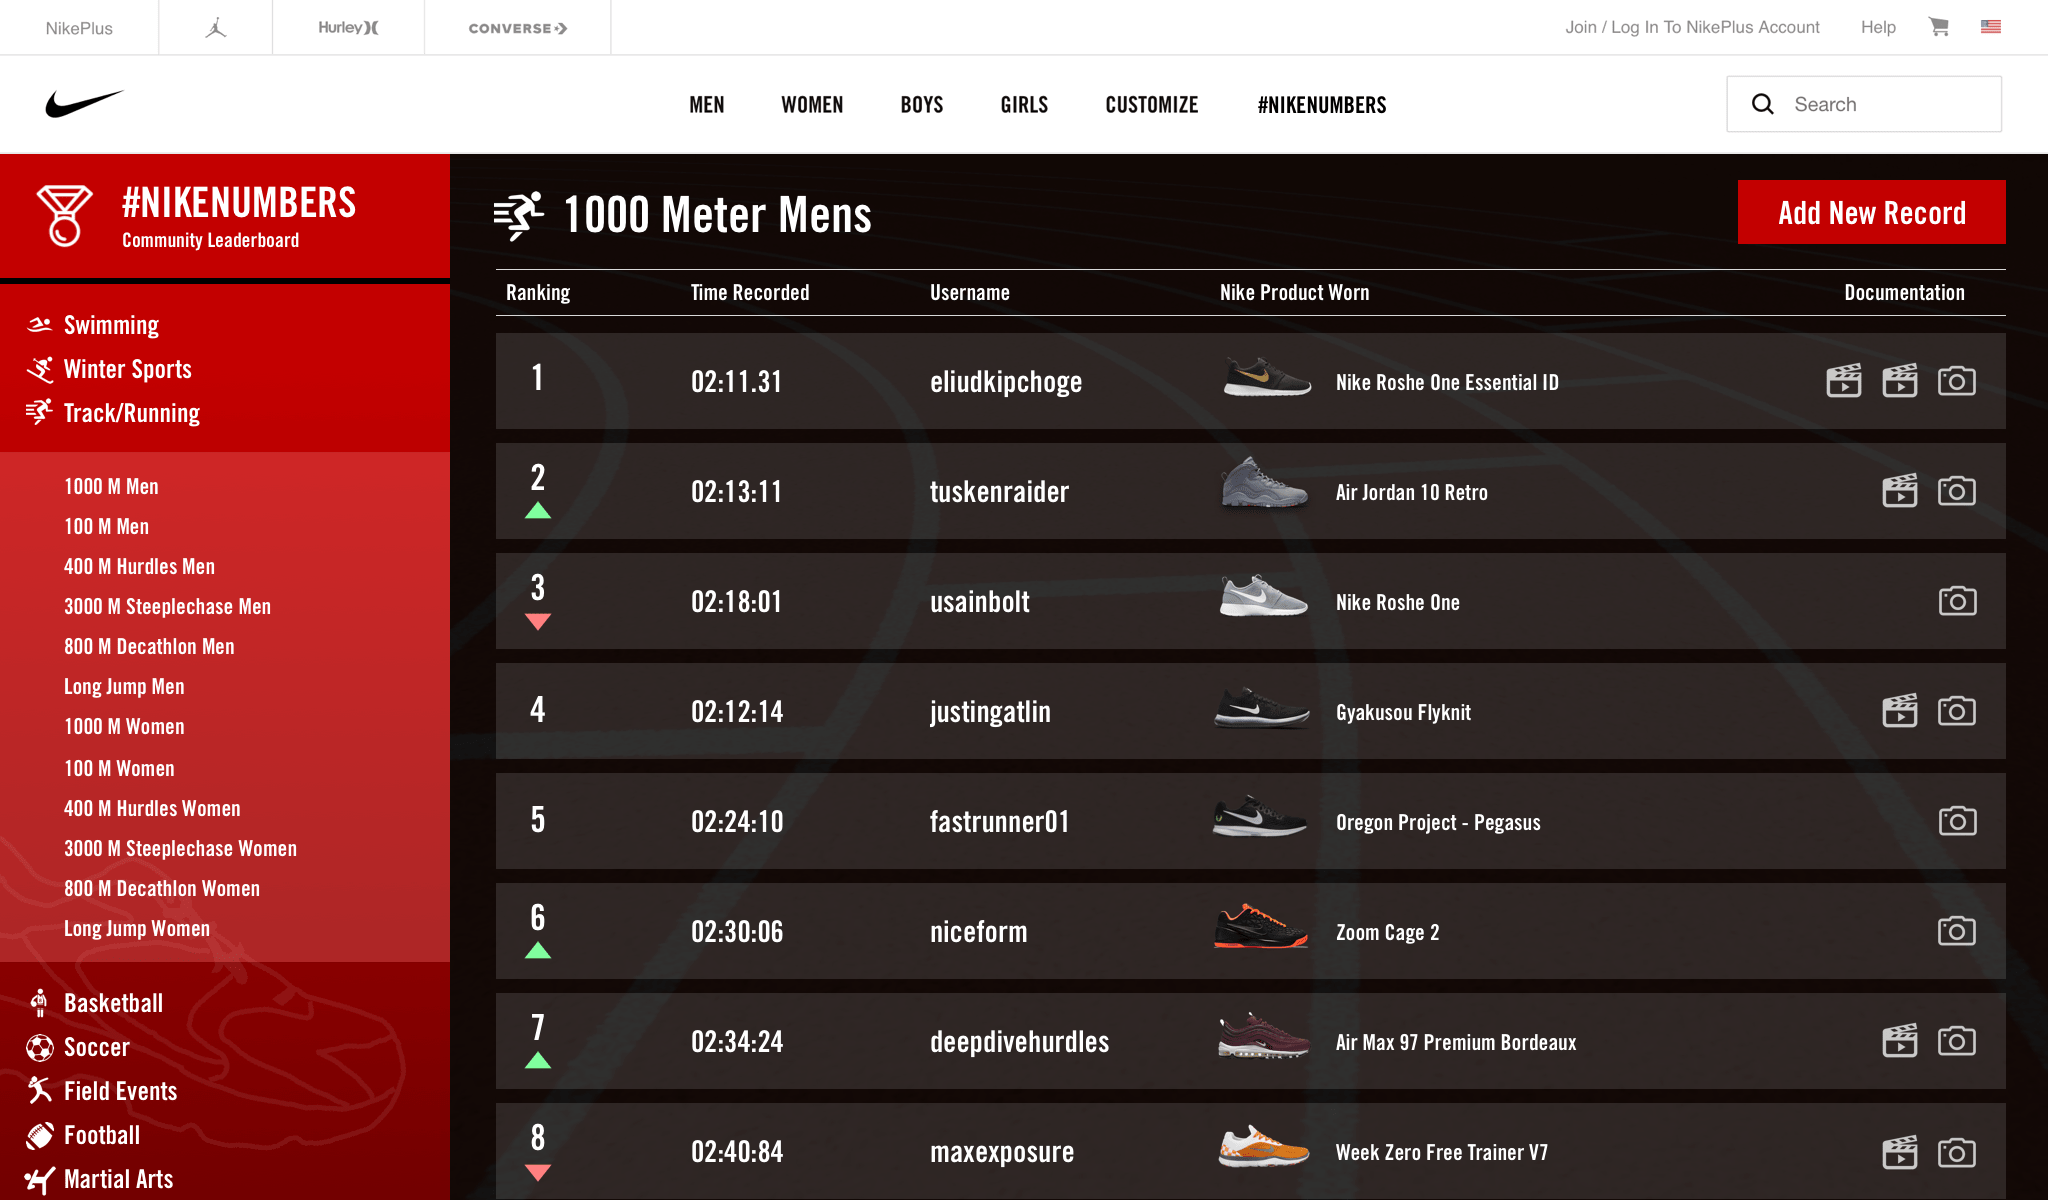 NikePlus
Hurley
CONVERSE
Join / Log In To NikePlus Account
Help
MEN
WOMEN
BOYS
GIRLS
CUSTOMIZE
#NIKENUMBERS
Search
#NIKENUMBERS
Community Leaderboard
Swimming
Winter Sports
Track/Running
1000 M Men
100 M Men
400 M Hurdles Men
3000 M Steeplechase Men
800 M Decathlon Men
Long Jump Men
1000 M Women
100 M Women
400 M Hurdles Women
3000 M Steeplechase Women
800 M Decathlon Women
Long Jump Women
Basketball
Soccer
Field Events
Football
Martial Arts
1000 Meter Mens
Add New Record
Ranking Time Recorded Username Nike Product Worn Documentation
1 02:11.31 eliudkipchoge Nike Roshe One Essential ID
2 02:13:11 tuskenraider Air Jordan 10 Retro
3 02:18:01 usainbolt Nike Roshe One
4 02:12:14 justingatlin Gyakusou Flyknit
5 02:24:10 fastrunner01 Oregon Project - Pegasus
6 02:30:06 niceform Zoom Cage 2
7 02:34:24 deepdivehurdles Air Max 97 Premium Bordeaux
8 02:40:84 maxexposure Week Zero Free Trainer V7